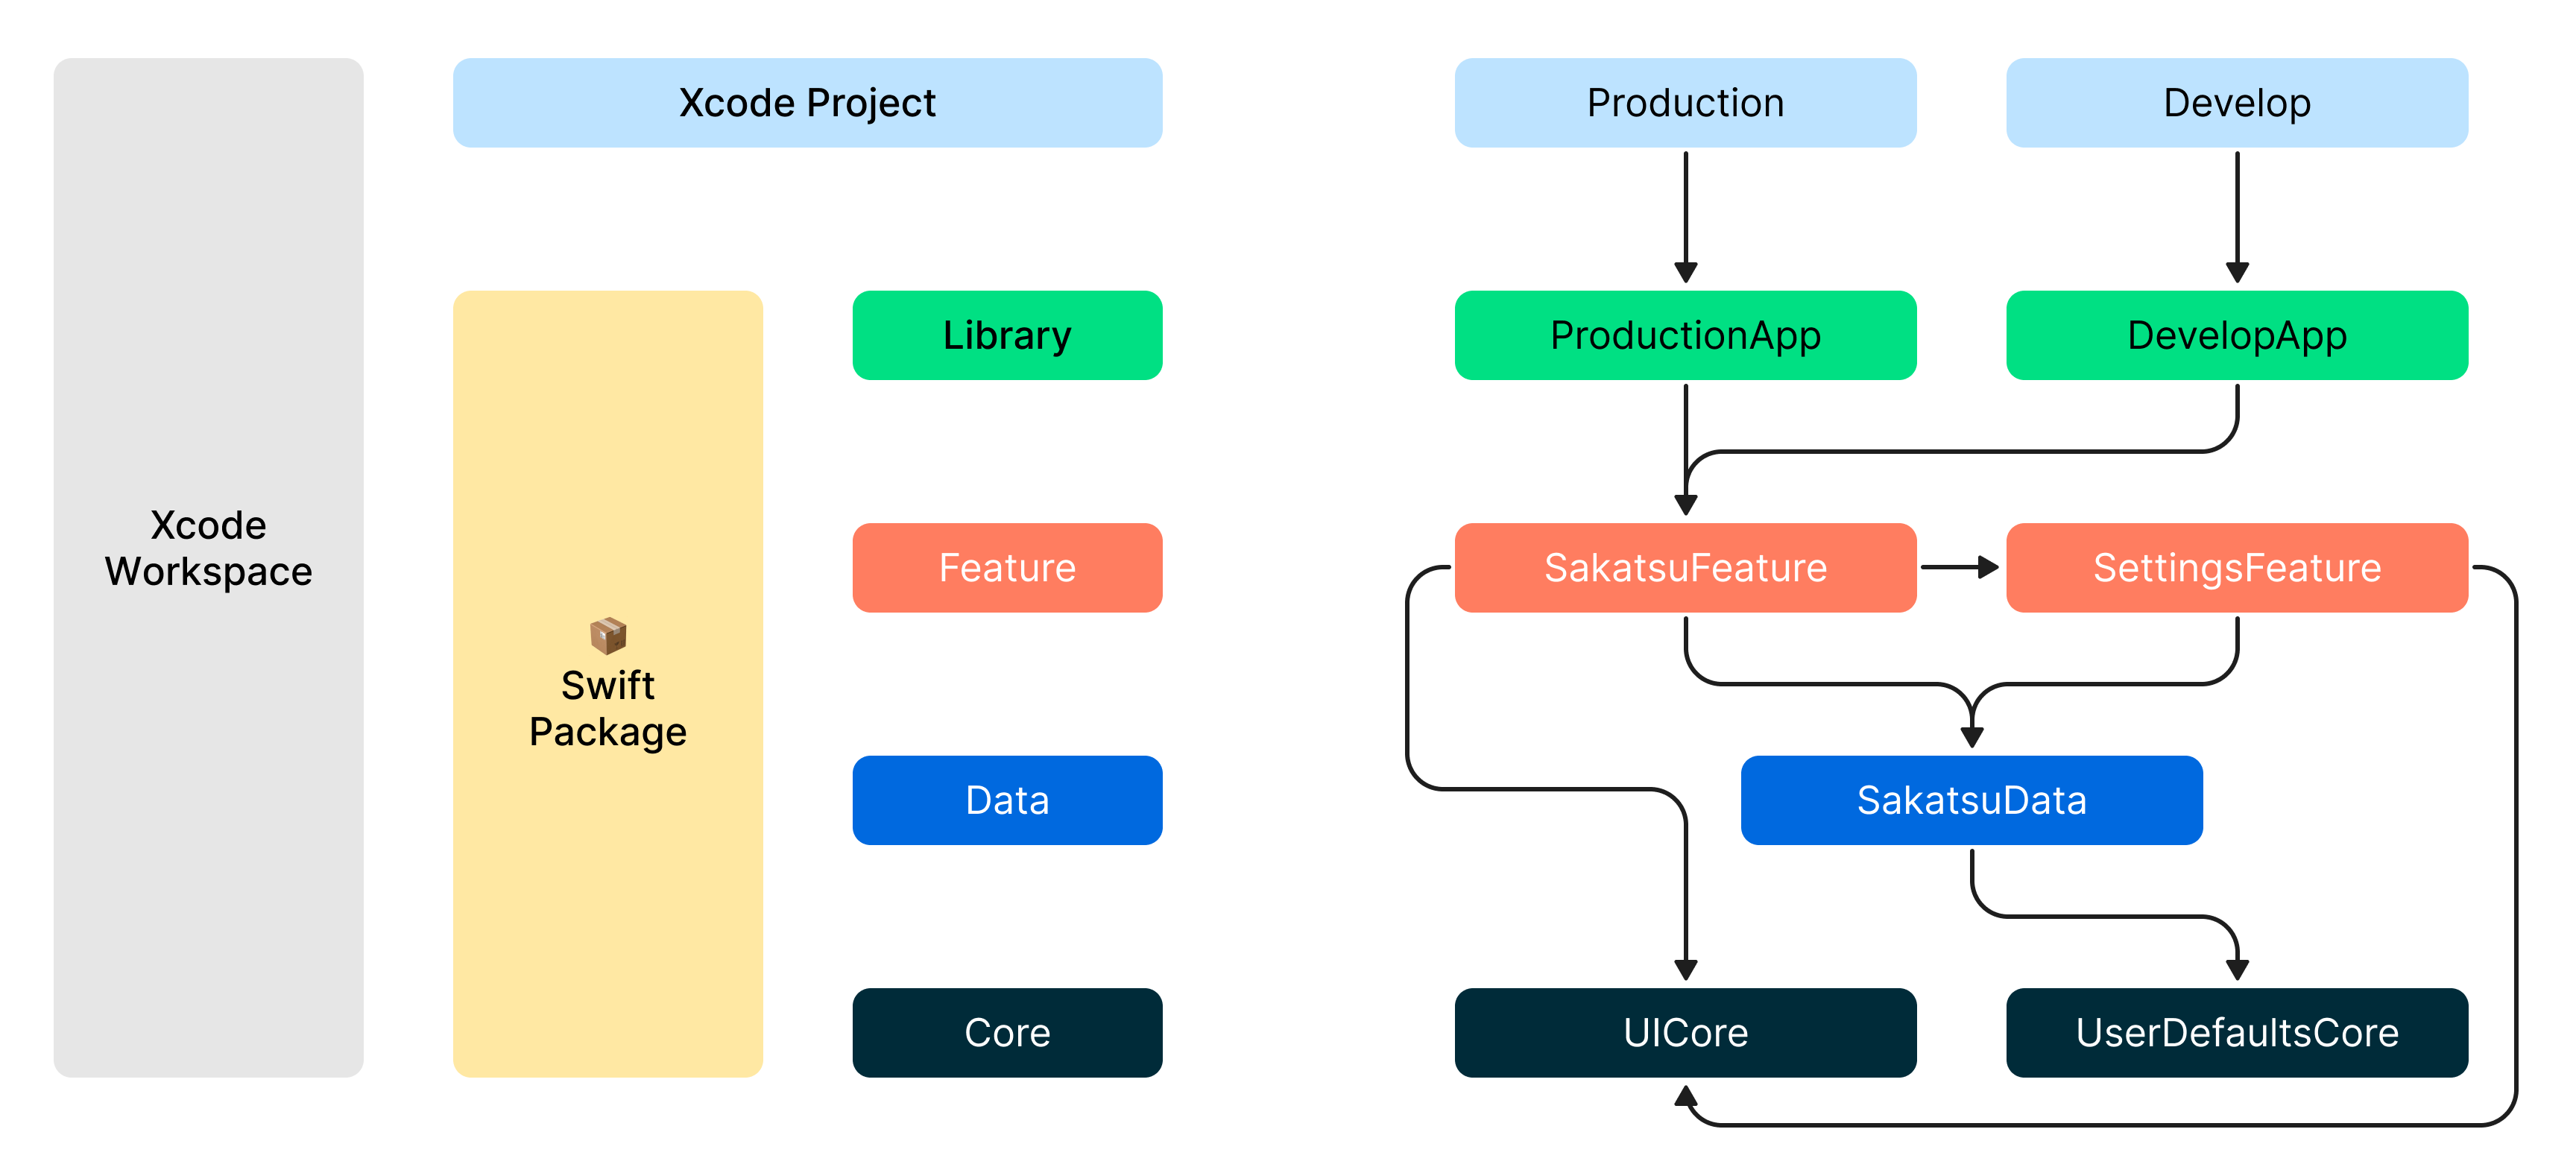 Xcode Project
Production
Develop
Library
ProductionApp
DevelopApp
Xcode
Workspace
Feature
SakatsuFeature
SettingsFeature
Swift
Package
Data
SakatsuData
Core
UICore
UserDefaultsCore